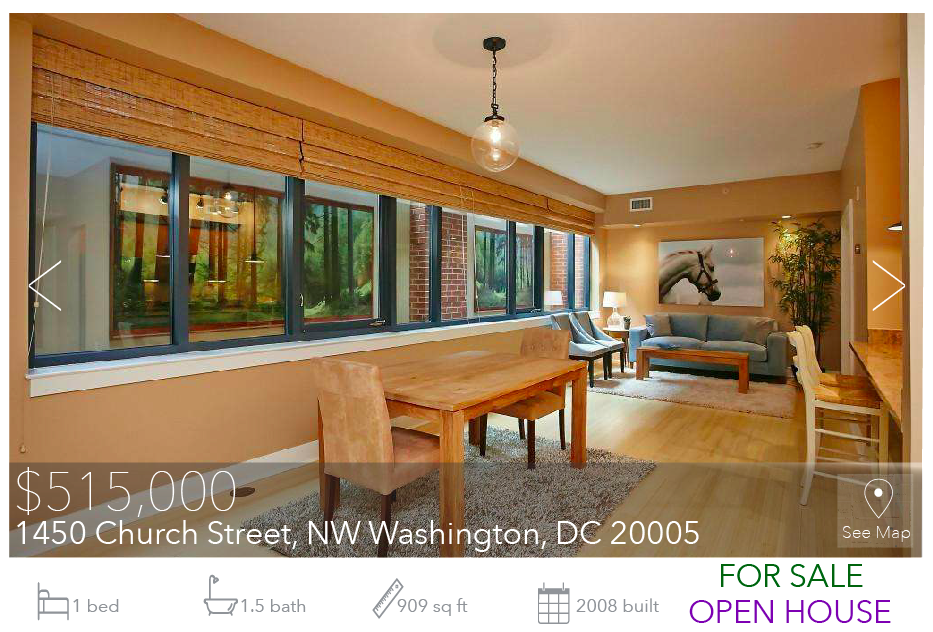 $515,000
1450 Church Street, NW Washington, DC 20005
See Map
1 bed
1.5 bath
909 sq ft
2008 built
FOR SALE
OPEN HOUSE